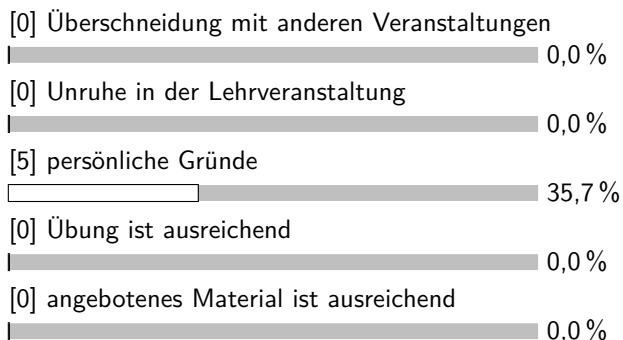 [0] Überschneidung mit anderen Veranstaltungen
0,0 %
[0] Unruhe in der Lehrveranstaltung
0,0 %
[5] persönliche Gründe
35,7 %
[0] Übung ist ausreichend
0,0 %
[0] angebotenes Material ist ausreichend
0,0 %